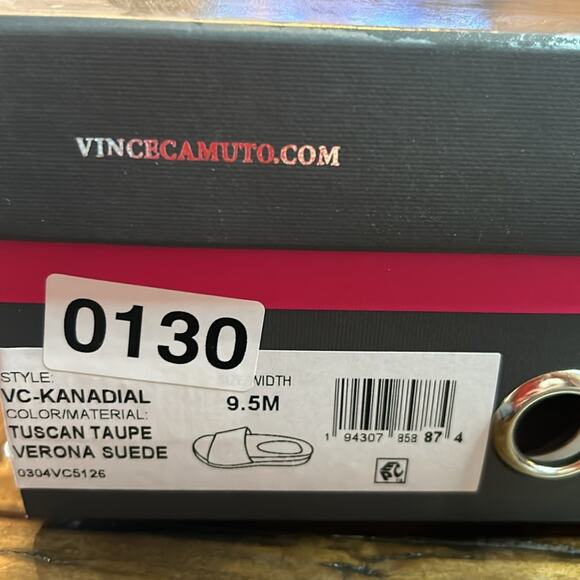 VINCECAMUTO.COM
0130
STYLE:
VC-KANADIAL
COLOR/MATERIAL:
TUSCAN TAUPE
VERONA SUEDE
0304VC5126
WIDTH
9.5M
1 94307 858 87 4